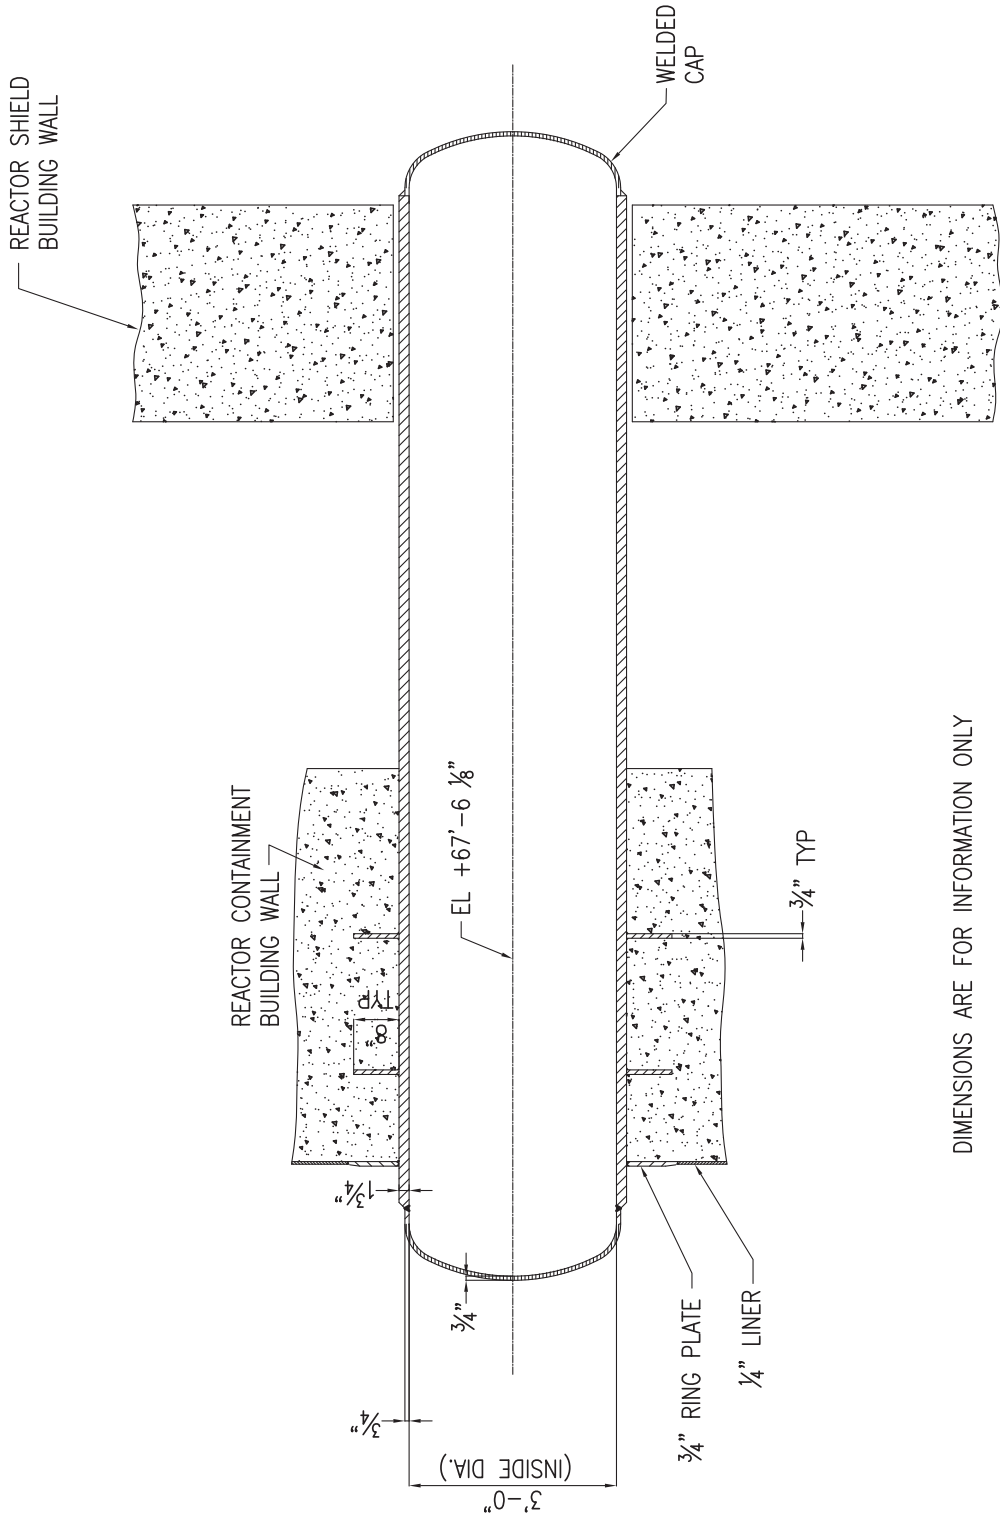 REACTOR SHIELD
BUILDING WALL
WELDED
CAP
REACTOR CONTAINMENT
BUILDING WALL
EL +67'-6 1/8"
3/4" TYP
8"
TYP
1 3/4"
3/4"
3/4"
3'-0"
(INSIDE DIA.)
3/4" RING PLATE
1/4" LINER
DIMENSIONS ARE FOR INFORMATION ONLY